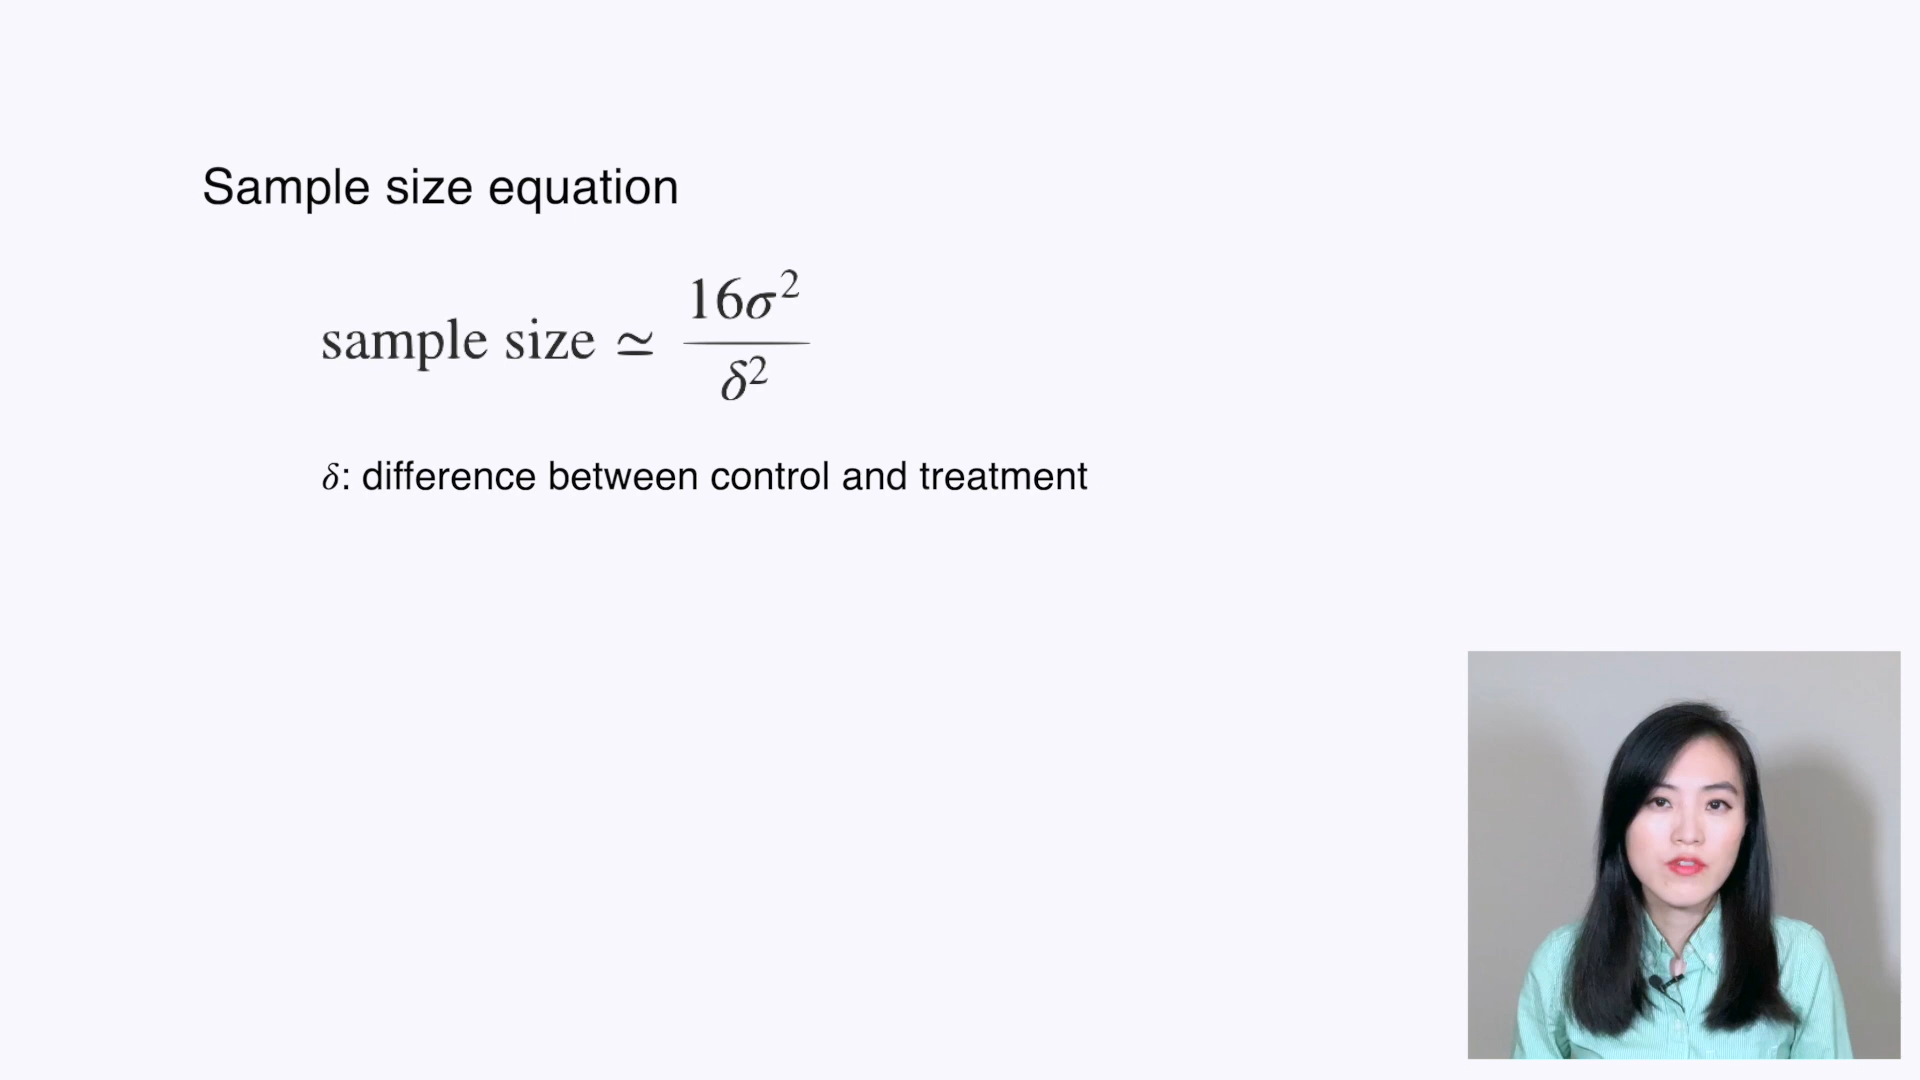 Sample size equation
sample size ≃ 16σ² / δ²
δ: difference between control and treatment